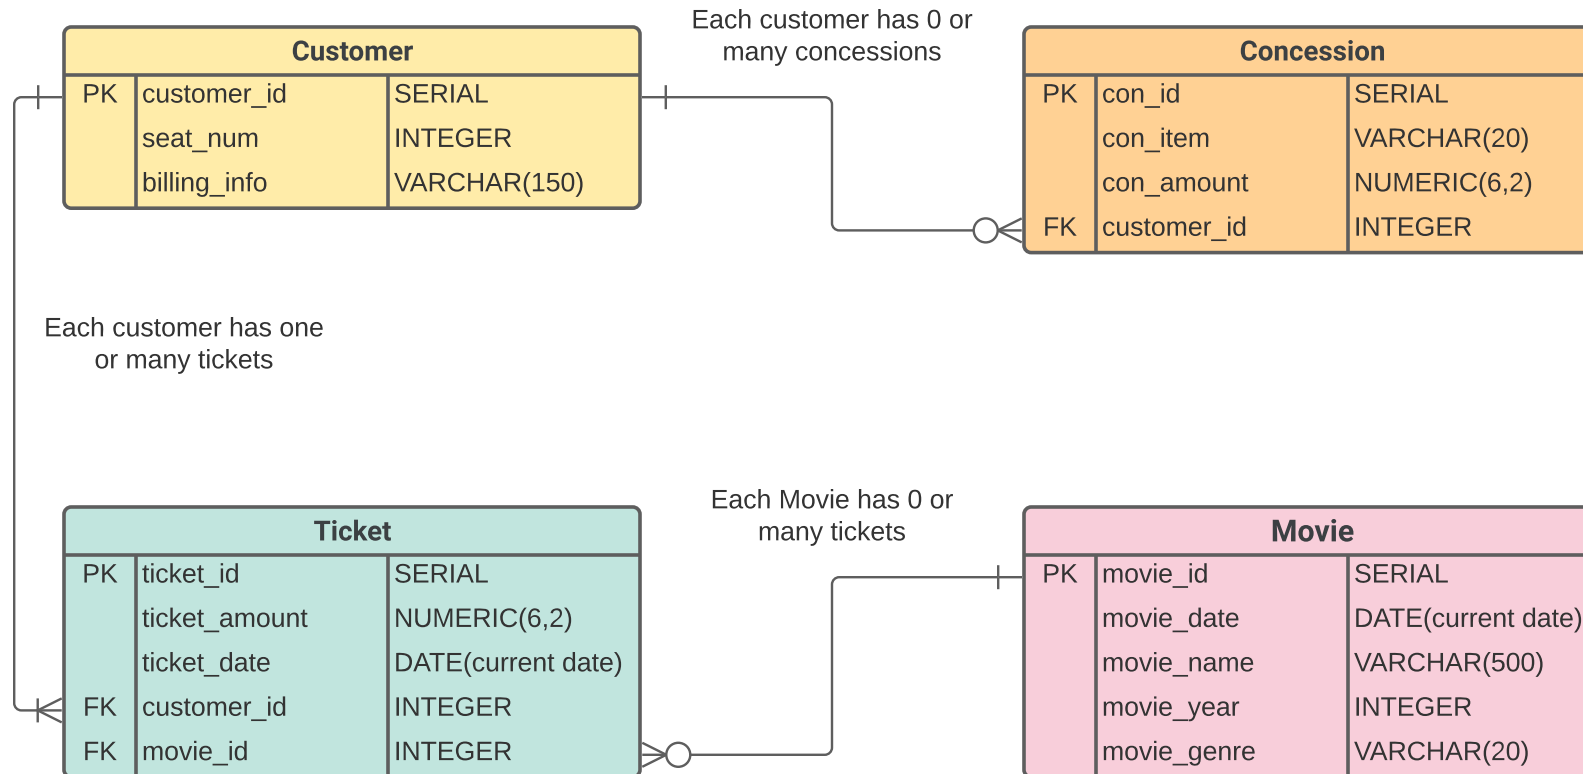 Each customer has 0 or
many concessions
Customer
PK customer_id SERIAL
seat_num INTEGER
billing_info VARCHAR(150)
Concession
PK con_id SERIAL
con_item VARCHAR(20)
con_amount NUMERIC(6,2)
FK customer_id INTEGER
Each customer has one
or many tickets
Each Movie has 0 or
many tickets
Ticket
PK ticket_id SERIAL
ticket_amount NUMERIC(6,2)
ticket_date DATE(current date)
FK customer_id INTEGER
FK movie_id INTEGER
Movie
PK movie_id SERIAL
movie_date DATE(current date)
movie_name VARCHAR(500)
movie_year INTEGER
movie_genre VARCHAR(20)